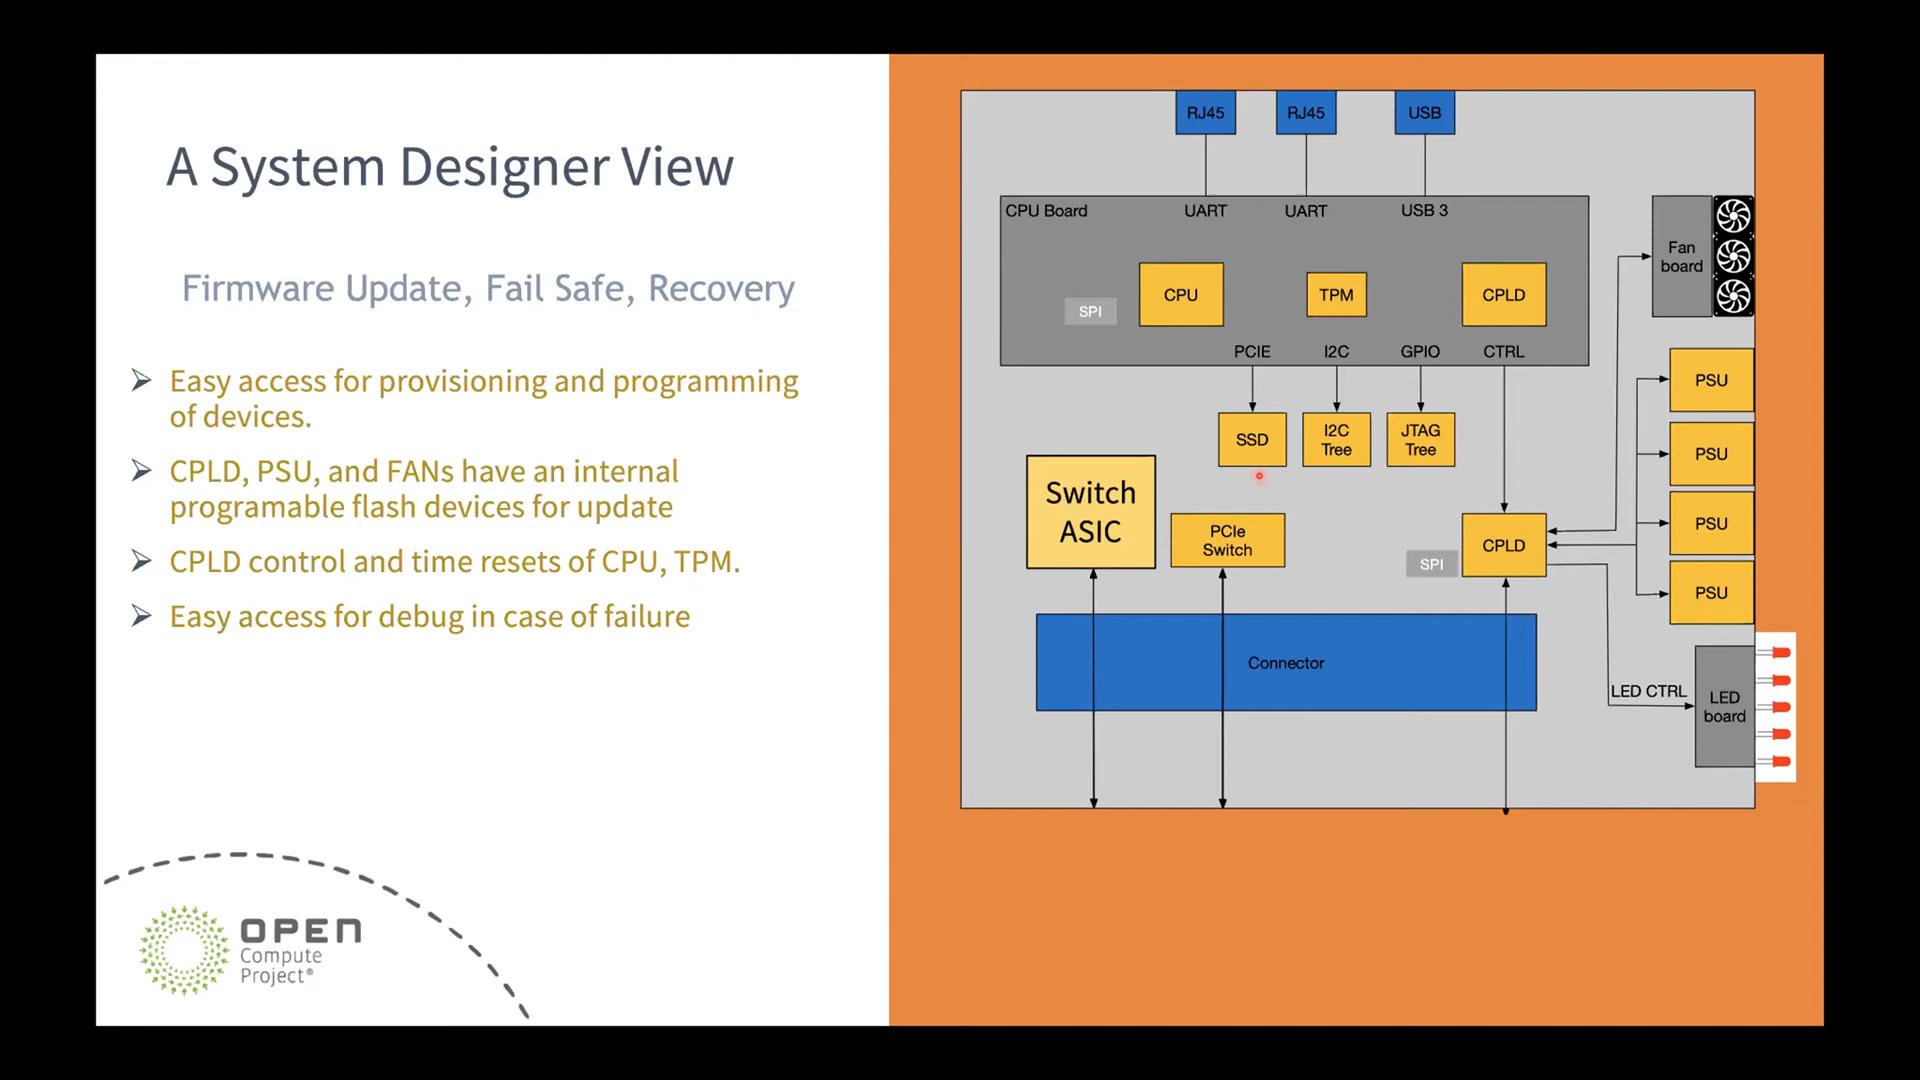 A System Designer View
Firmware Update, Fail Safe, Recovery
Easy access for provisioning and programming
of devices.
CPLD, PSU, and FANs have an internal
programable flash devices for update
CPLD control and time resets of CPU, TPM.
Easy access for debug in case of failure
OPEN
Compute
Project®
RJ45
RJ45
USB
CPU Board
UART
UART
USB 3
SPI
CPU
TPM
CPLD
PCIE
I2C
GPIO
CTRL
SSD
I2C
Tree
JTAG
Tree
Switch
ASIC
PCIe
Switch
SPI
CPLD
Connector
Fan
board
PSU
PSU
PSU
PSU
LED CTRL
LED
board